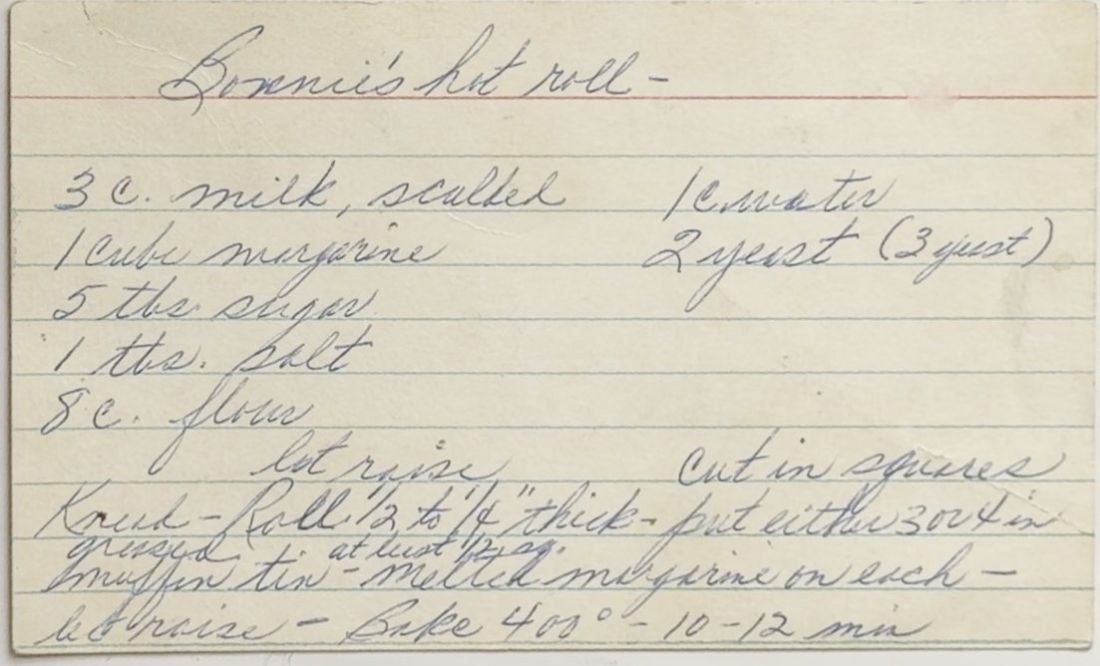 Bonnie's hot roll -
3 c. milk, scalded 1 c. water
1 cube margarine 2 yeast (3 yeast)
5 tbs sugar
1 tbs. salt
8 c. flour
let raise cut in squares
Knead - Roll 1/2 to 1/4" thick - put either 3 or 4 in
greased at least 1/2 sq.
muffin tin - melted margarine on each -
let raise - Bake 400° - 10-12 min